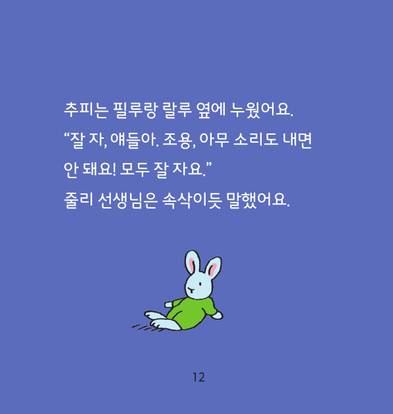 추피는 필루랑 랄루 옆에 누웠어요.
“잘 자, 얘들아. 조용, 아무 소리도 내면
안 돼요! 모두 잘 자요.”
줄리 선생님은 속삭이듯 말했어요.
12